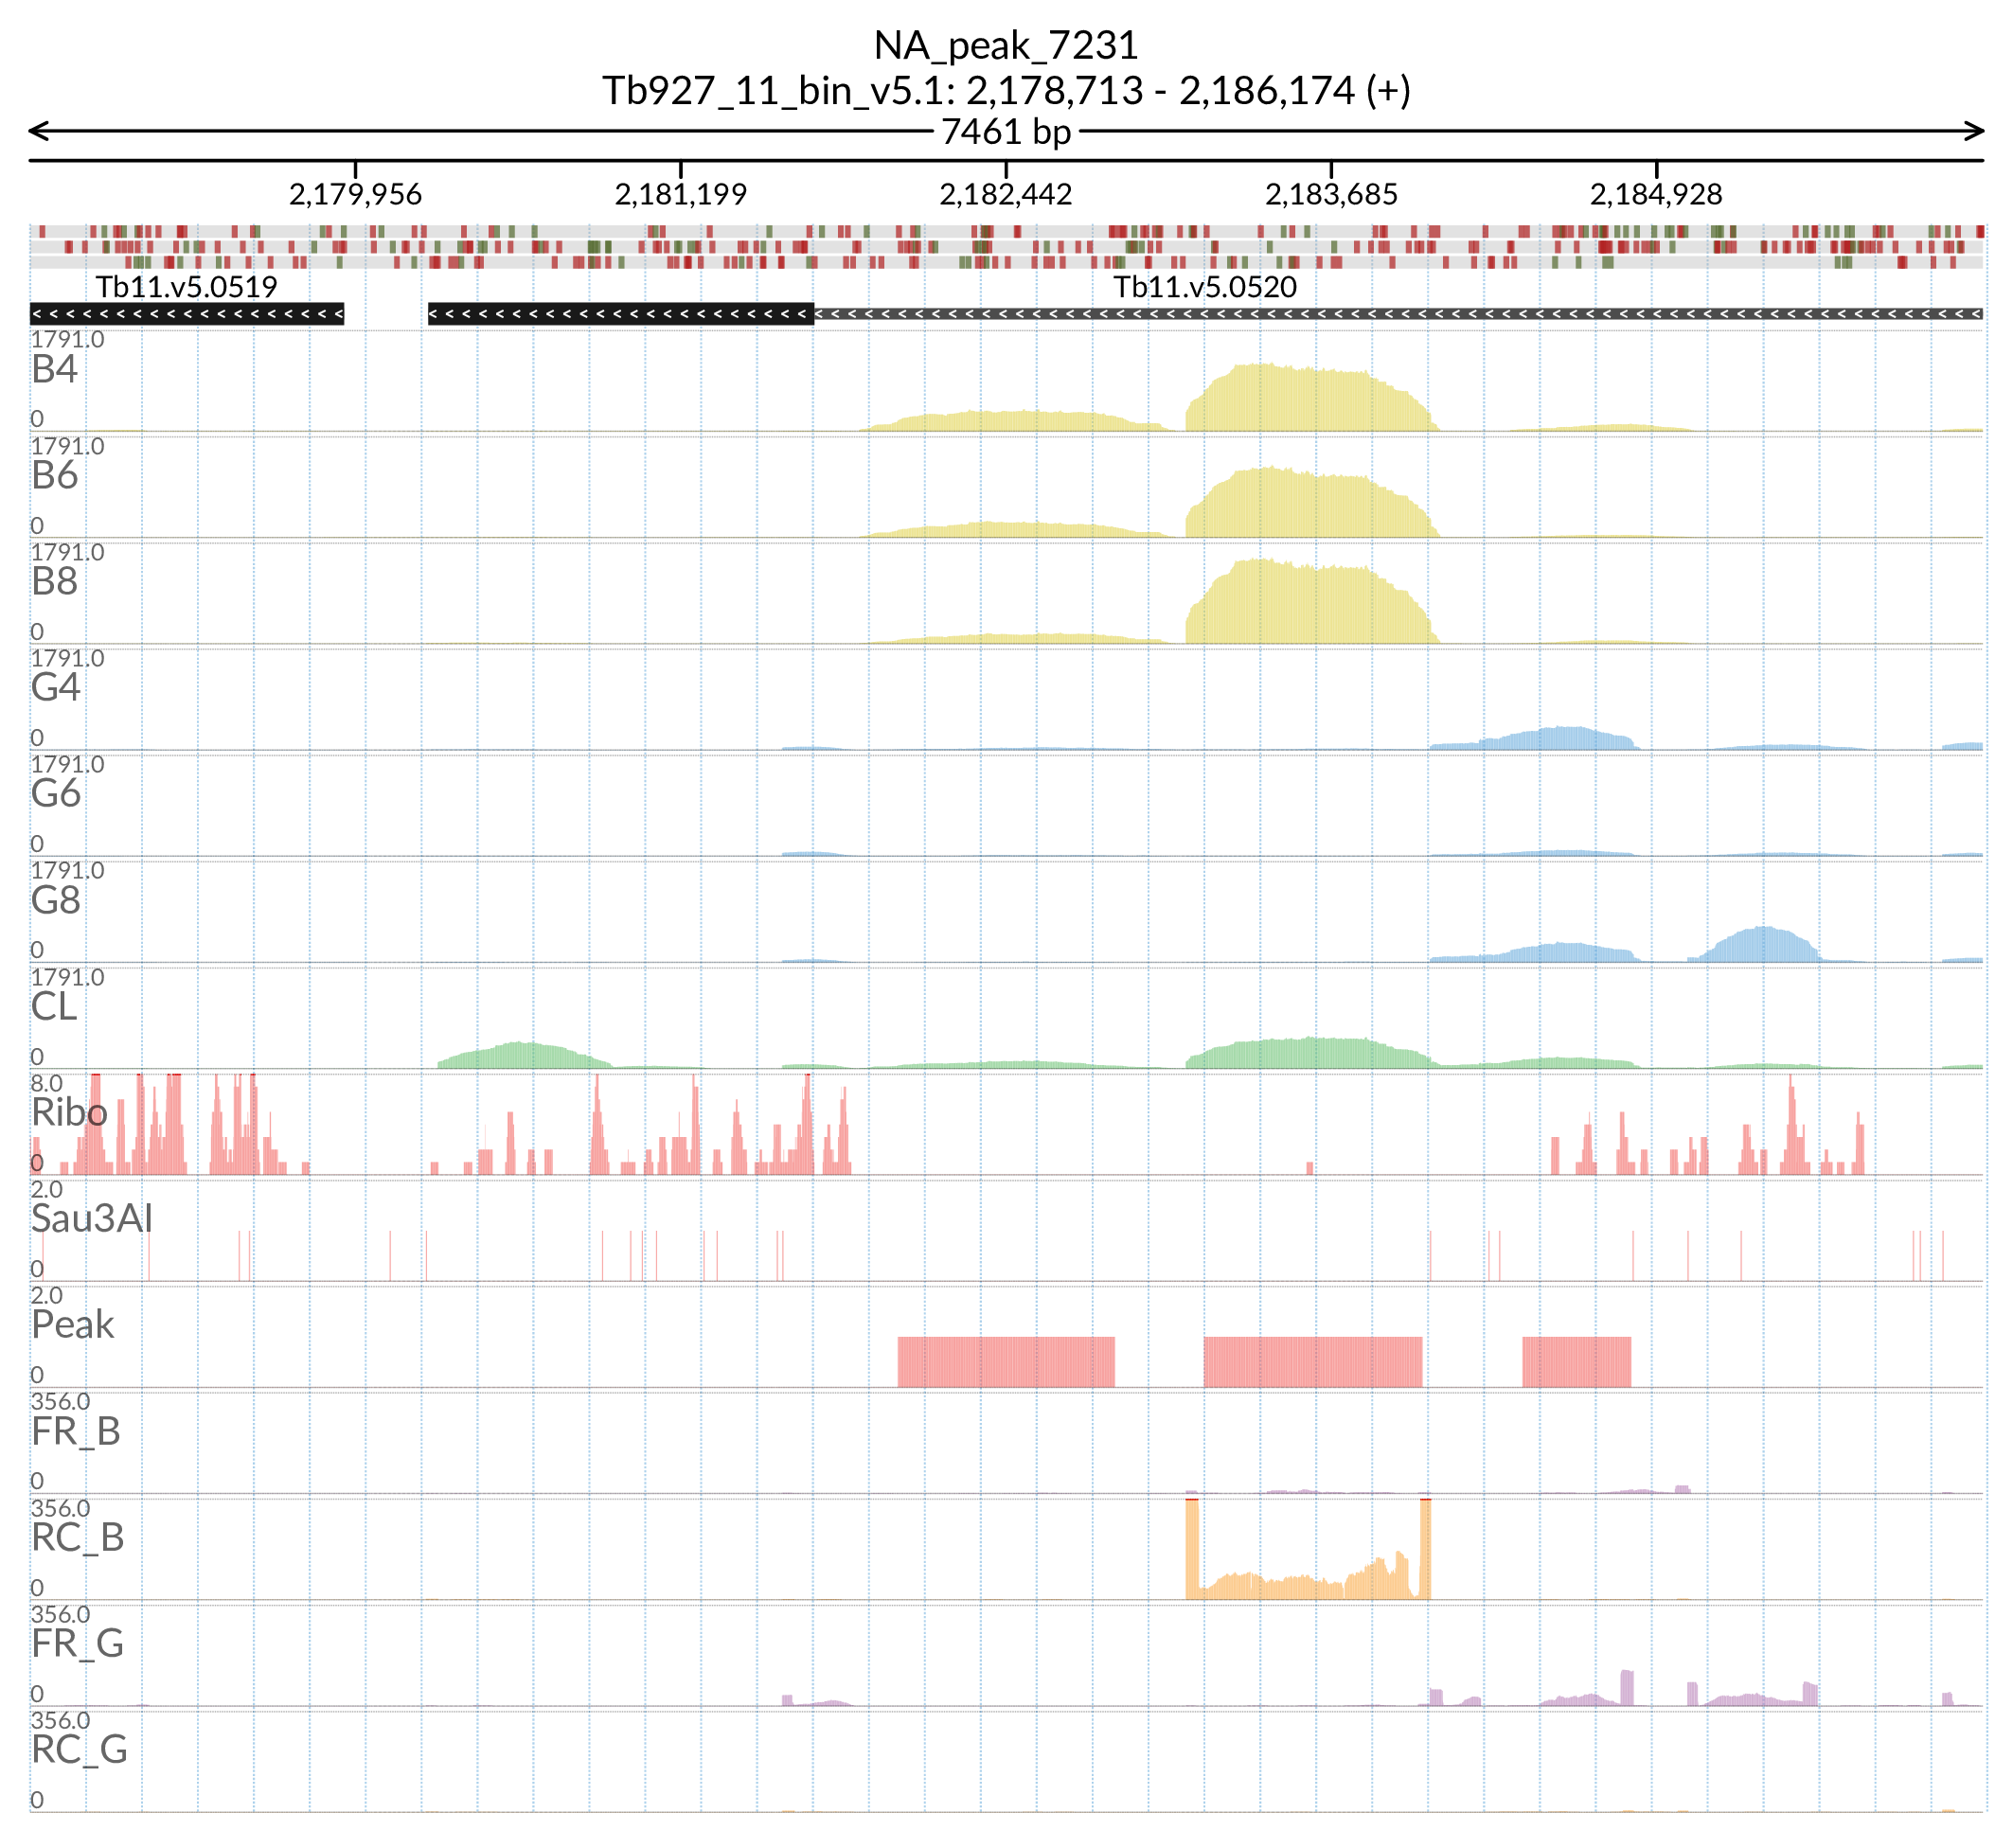 NA_peak_7231
Tb927_11_bin_v5.1: 2,178,713 - 2,186,174 (+)
7461 bp
2,179,956 2,181,199 2,182,442 2,183,685 2,184,928
Tb11.v5.0519 Tb11.v5.0520
1791.0
B4
0
1791.0
B6
0
1791.0
B8
0
1791.0
G4
0
1791.0
G6
0
1791.0
G8
0
1791.0
CL
0
8.0
Ribo
0
2.0
Sau3AI
0
2.0
Peak
0
356.0
FR_B
0
356.0
RC_B
0
356.0
FR_G
0
356.0
RC_G
0